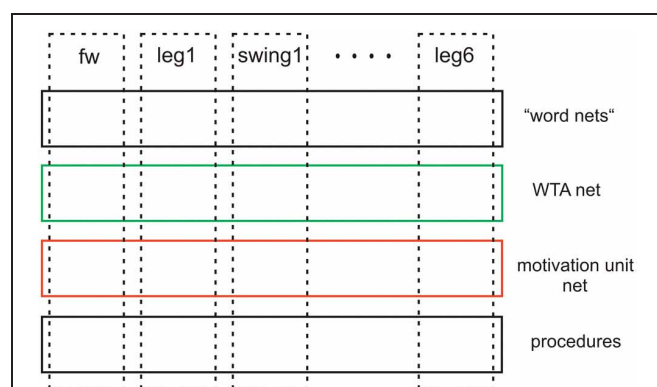 fw leg1 swing1 . . . . leg6
“word nets“
WTA net
motivation unit
net
procedures